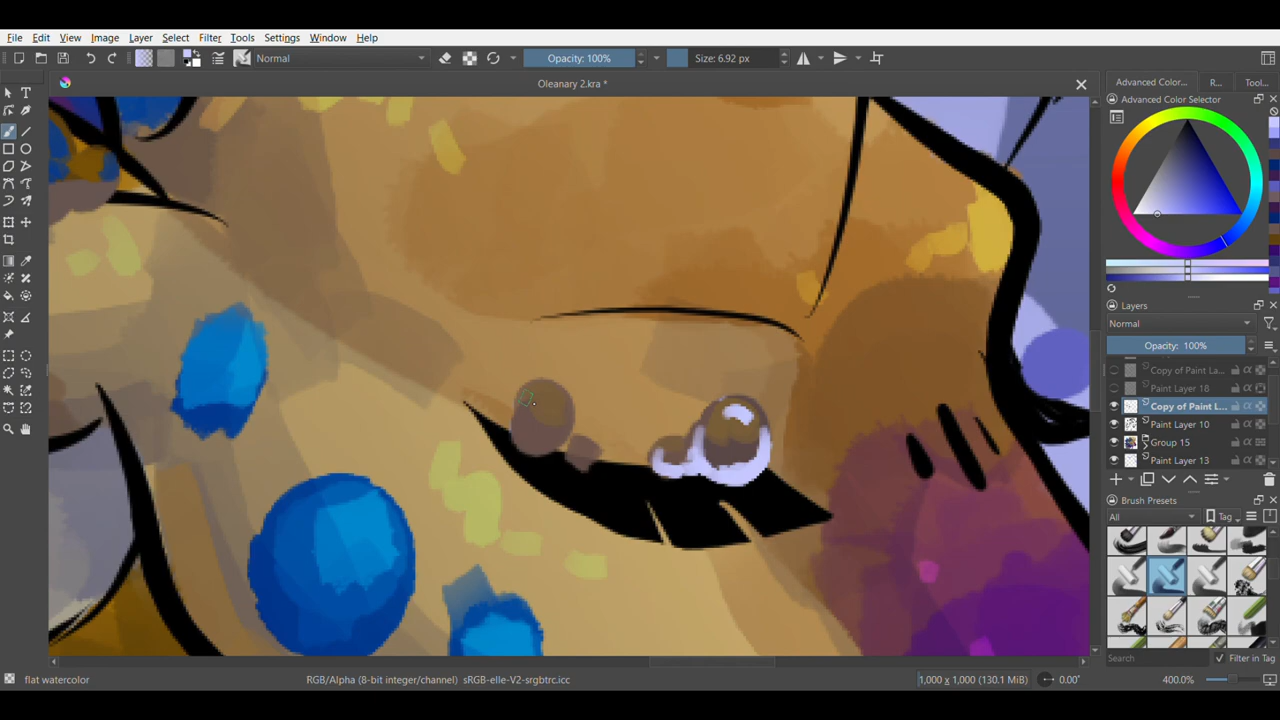 File Edit View Image Layer Select Filter Tools Settings Window Help
Normal Opacity: 100% Size: 6.92 px
Oleanary 2.kra *
Advanced Color... R... Tool...
Advanced Color Selector
Layers
Normal
Opacity: 100%
Copy of Paint La...
Paint Layer 18
Copy of Paint L...
Paint Layer 10
Group 15
Paint Layer 13
Brush Presets
All Tag
Search Filter in Tag
flat watercolor RGB/Alpha (8-bit integer/channel) sRGB-elle-V2-srgbtrc.icc 1,000 x 1,000 (130.1 MiB) 0.00° 400.0%